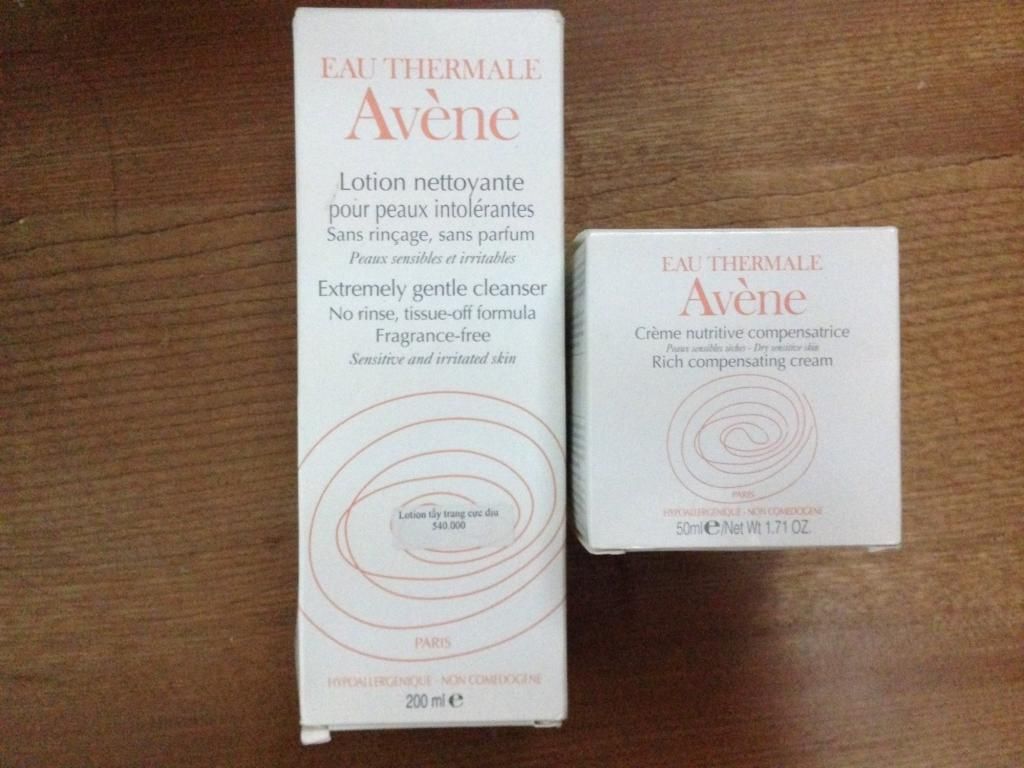 EAU THERMALE
Avène
Lotion nettoyante
pour peaux intolérantes
Sans rinçage, sans parfum
Peaux sensibles et irritables
Extremely gentle cleanser
No rinse, tissue-off formula
Fragrance-free
Sensitive and irritated skin
Lotion tẩy trang cực dịu
540.000
PARIS
HYPOALLERGENIQUE - NON COMEDOGENE
200 ml ℮
EAU THERMALE
Avène
Crème nutritive compensatrice
Peaux sensibles sèches - Dry sensitive skin
Rich compensating cream
PARIS
HYPOALLERGENIQUE - NON COMEDOGENE
50ml ℮/Net Wt 1.71 OZ.